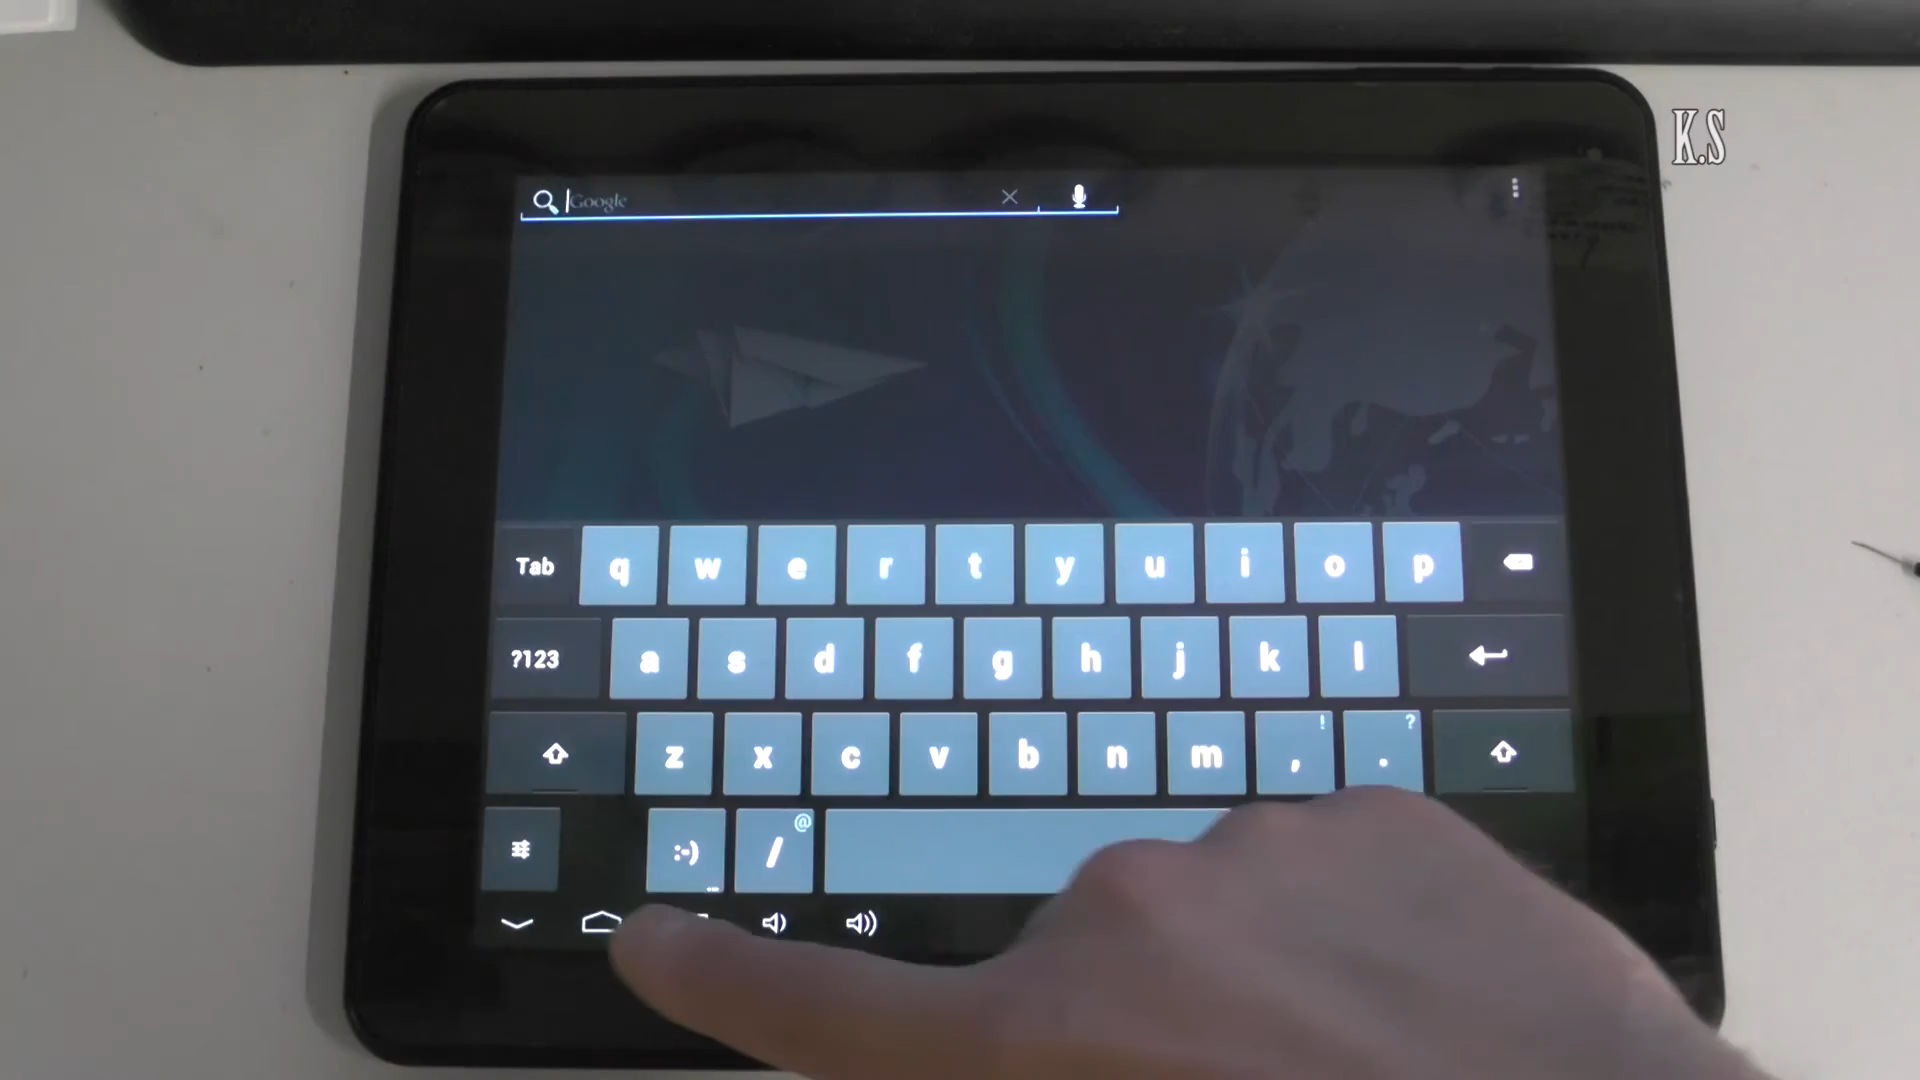 K.S
Google
Tab q w e r t y u i o p
?123 a s d f g h j k l
z x c v b n m , ! . ?
:-) ... / @